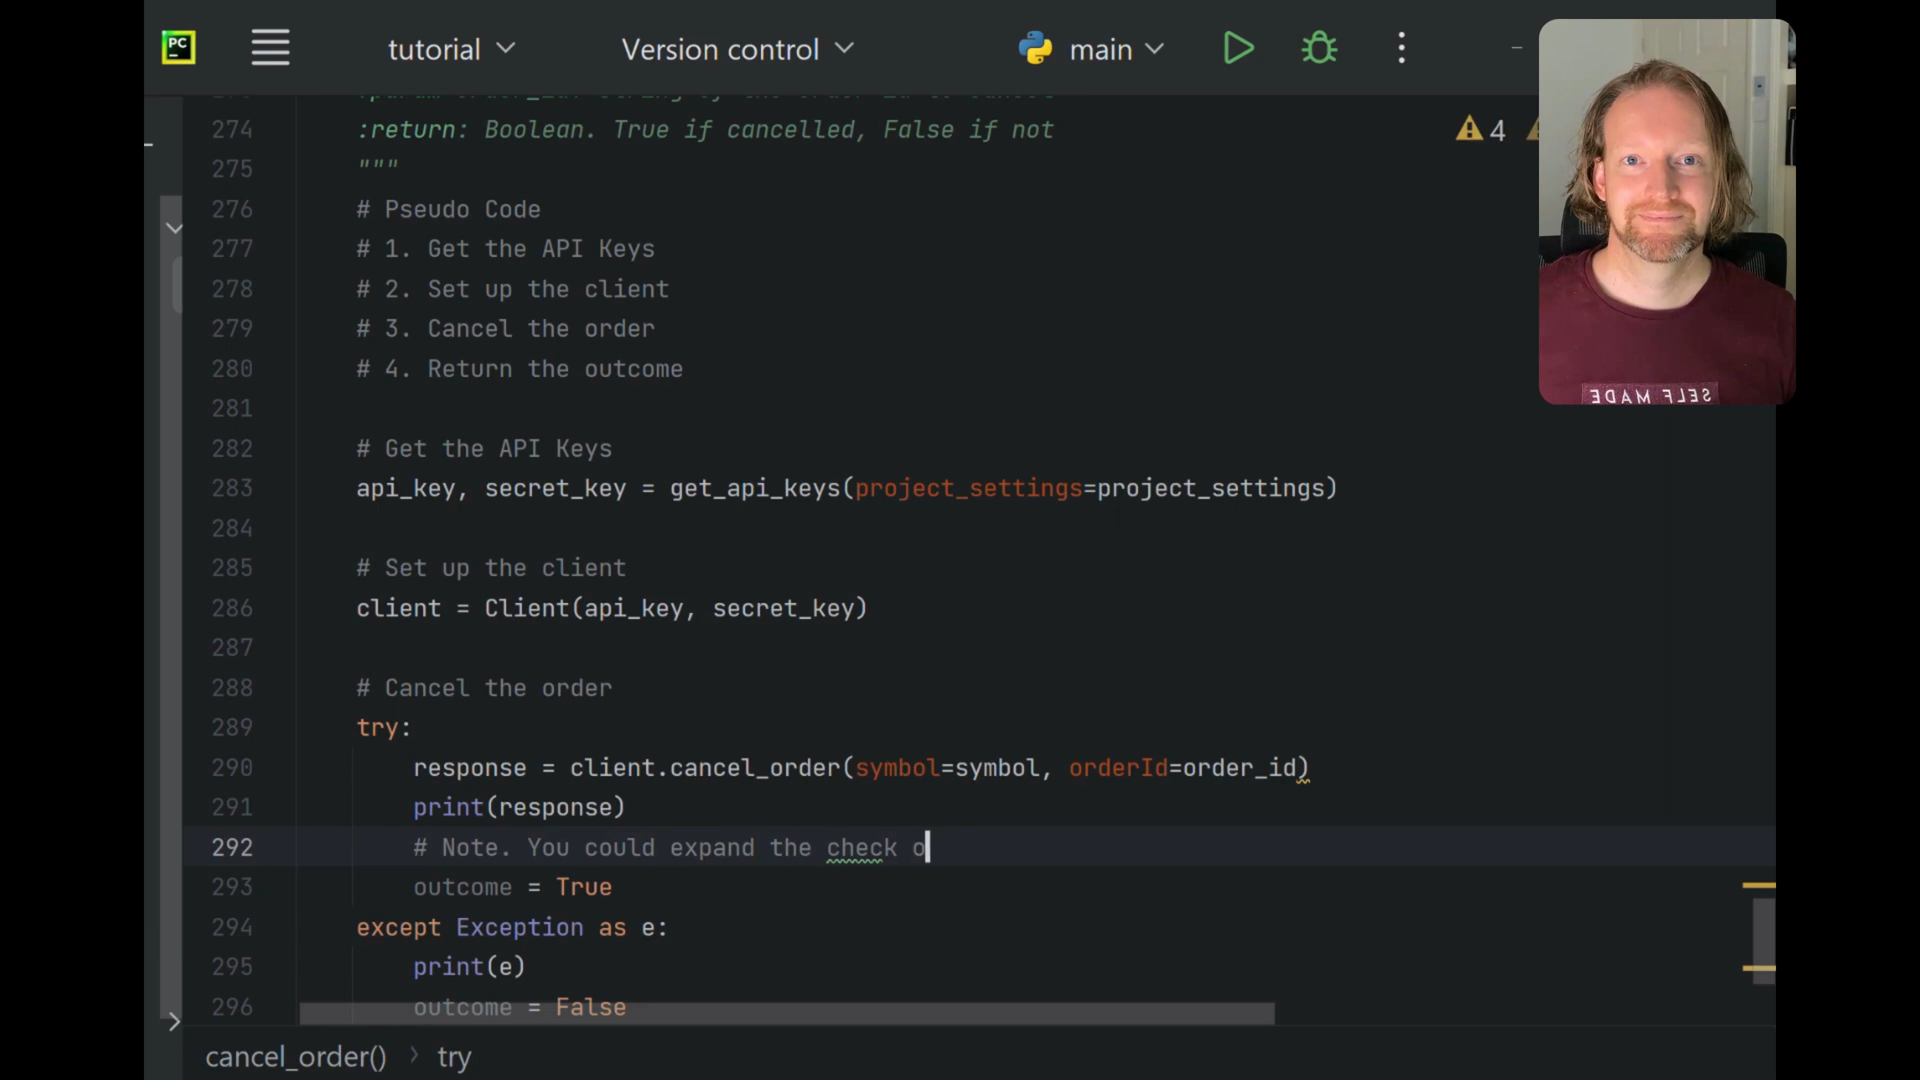 PC
tutorial
Version control
main
274 :return: Boolean. True if cancelled, False if not
4
275 """
276 # Pseudo Code
277 # 1. Get the API Keys
278 # 2. Set up the client
279 # 3. Cancel the order
280 # 4. Return the outcome
281
282 # Get the API Keys
283 api_key, secret_key = get_api_keys(project_settings=project_settings)
284
285 # Set up the client
286 client = Client(api_key, secret_key)
287
288 # Cancel the order
289 try:
290 response = client.cancel_order(symbol=symbol, orderId=order_id)
291 print(response)
292 # Note. You could expand the check o
293 outcome = True
294 except Exception as e:
295 print(e)
296 outcome = False
cancel_order() > try
SELF MADE